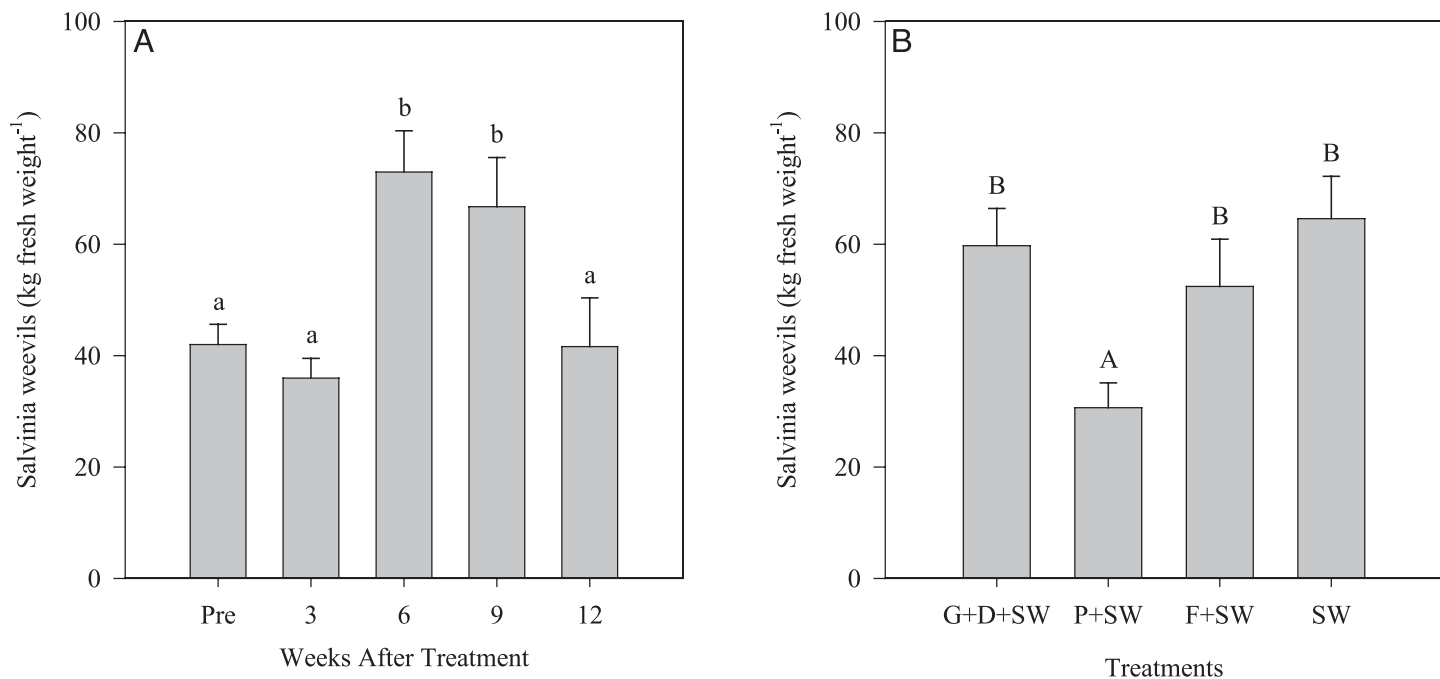 A
Salvinia weevils (kg fresh weight⁻¹)
100
80
60
40
20
0
a
a
b
b
a
Pre 3 6 9 12
Weeks After Treatment
B
Salvinia weevils (kg fresh weight⁻¹)
100
80
60
40
20
0
B
A
B
B
G+D+SW P+SW F+SW SW
Treatments